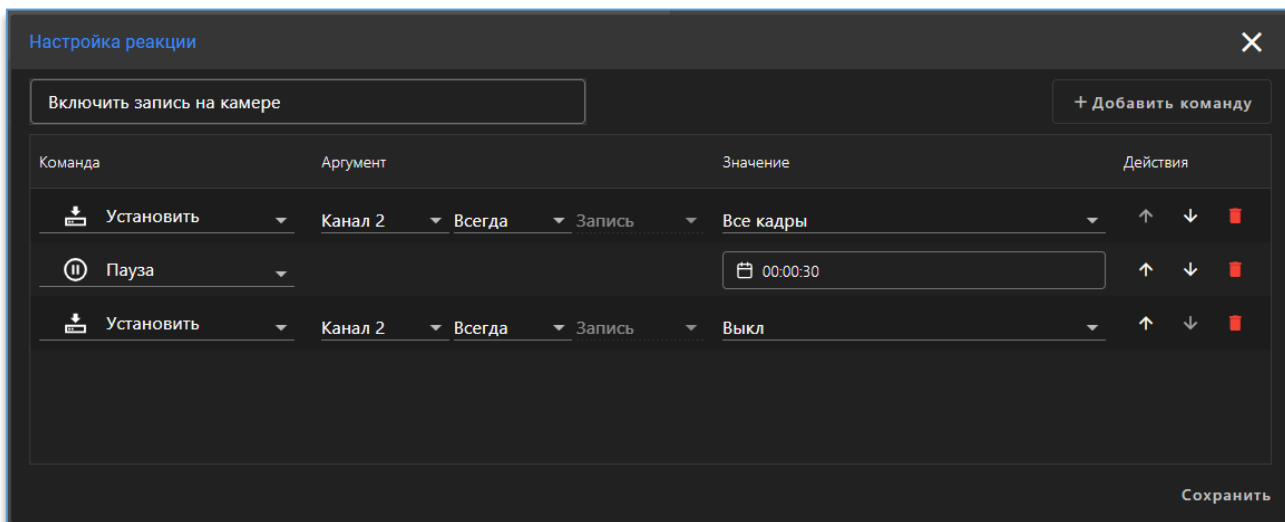 Настройка реакции
Включить запись на камере
+ Добавить команду
Команда Аргумент Значение Действия
Установить Канал 2 Всегда Запись Все кадры
Пауза 00:00:30
Установить Канал 2 Всегда Запись Выкл
Сохранить